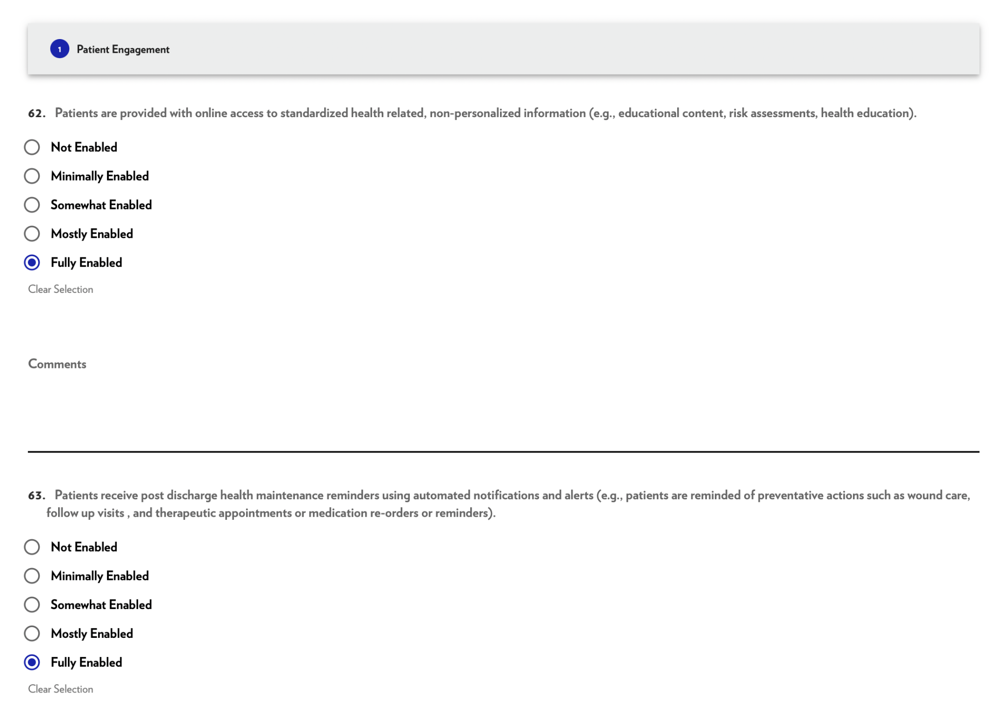 1 Patient Engagement
62. Patients are provided with online access to standardized health related, non-personalized information (e.g., educational content, risk assessments, health education).
Not Enabled
Minimally Enabled
Somewhat Enabled
Mostly Enabled
Fully Enabled
Clear Selection
Comments
63. Patients receive post discharge health maintenance reminders using automated notifications and alerts (e.g., patients are reminded of preventative actions such as wound care,
follow up visits , and therapeutic appointments or medication re-orders or reminders).
Not Enabled
Minimally Enabled
Somewhat Enabled
Mostly Enabled
Fully Enabled
Clear Selection